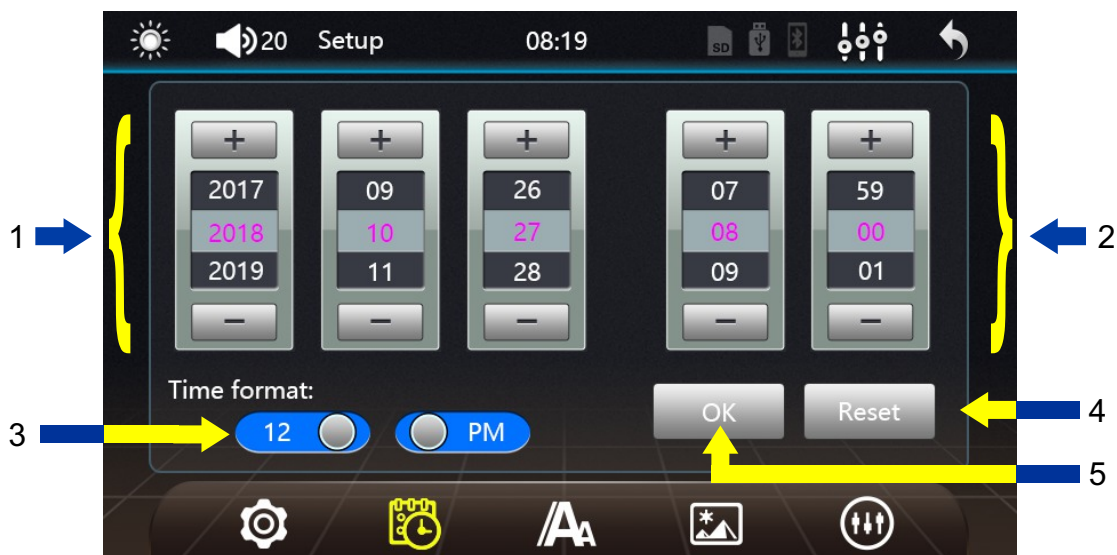 20 Setup 08:19 SD
+ + + + +
2017 09 26 07 59
1 2018 10 27 08 00 2
2019 11 28 09 01
− − − − −
Time format:
OK Reset 4
3 12 PM
5
AA